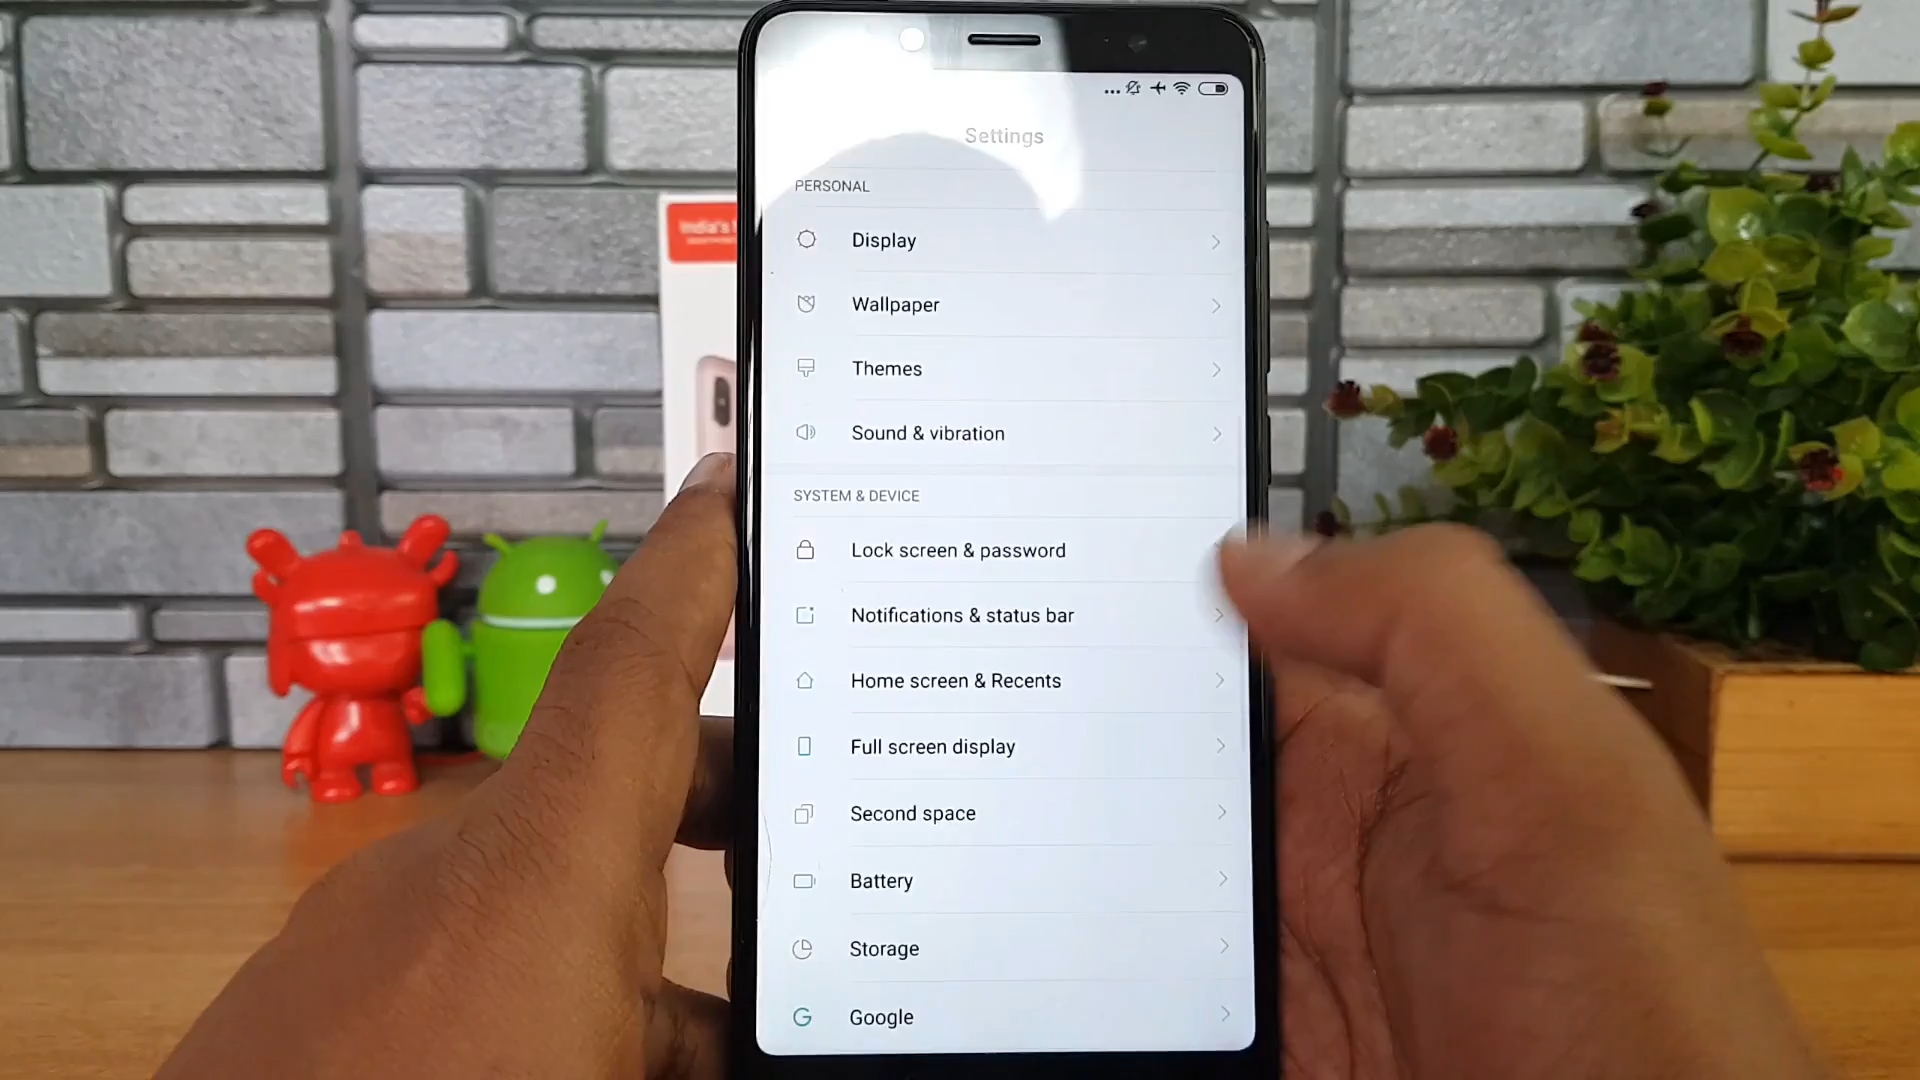 Settings
PERSONAL
India's
Display
Wallpaper
Themes
Sound & vibration
SYSTEM & DEVICE
Lock screen & password
Notifications & status bar
Home screen & Recents
Full screen display
Second space
Battery
Storage
Google